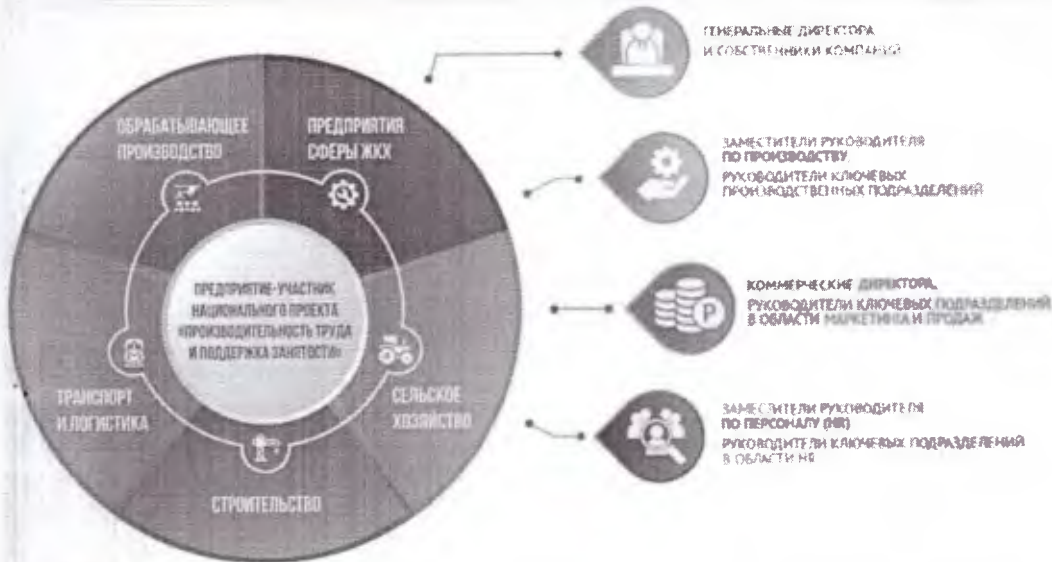 ОБРАБАТЫВАЮЩЕЕ
ПРОИЗВОДСТВО
ПРЕДПРИЯТИЯ
СФЕРЫ ЖКХ
ПРЕДПРИЯТИЕ-УЧАСТНИК
НАЦИОНАЛЬНОГО ПРОЕКТА
«ПРОИЗВОДИТЕЛЬНОСТЬ ТРУДА
И ПОДДЕРЖКА ЗАНЯТОСТИ»
ТРАНСПОРТ
И ЛОГИСТИКА
СЕЛЬСКОЕ
ХОЗЯЙСТВО
СТРОИТЕЛЬСТВО
ГЕНЕРАЛЬНЫЕ ДИРЕКТОРА
И СОБСТВЕННИКИ КОМПАНИЙ
ЗАМЕСТИТЕЛИ РУКОВОДИТЕЛЯ
ПО ПРОИЗВОДСТВУ,
РУКОВОДИТЕЛИ КЛЮЧЕВЫХ
ПРОИЗВОДСТВЕННЫХ ПОДРАЗДЕЛЕНИЙ
КОММЕРЧЕСКИЕ ДИРЕКТОРА,
РУКОВОДИТЕЛИ КЛЮЧЕВЫХ ПОДРАЗДЕЛЕНИЙ
В ОБЛАСТИ МАРКЕТИНГА И ПРОДАЖ
Р
ЗАМЕСТИТЕЛИ РУКОВОДИТЕЛЯ
ПО ПЕРСОНАЛУ (HR)
РУКОВОДИТЕЛИ КЛЮЧЕВЫХ ПОДРАЗДЕЛЕНИЙ
В ОБЛАСТИ HR